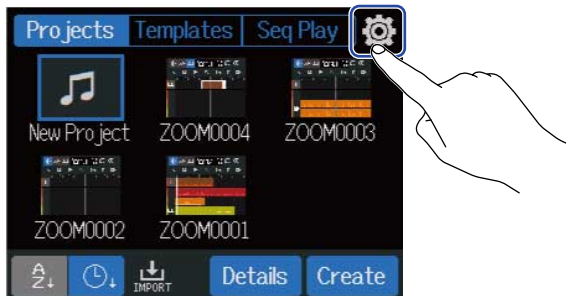 Projects Templates Seq Play
New Project ZOOM0004 ZOOM0003
ZOOM0002 ZOOM0001
A Z IMPORT Details Create